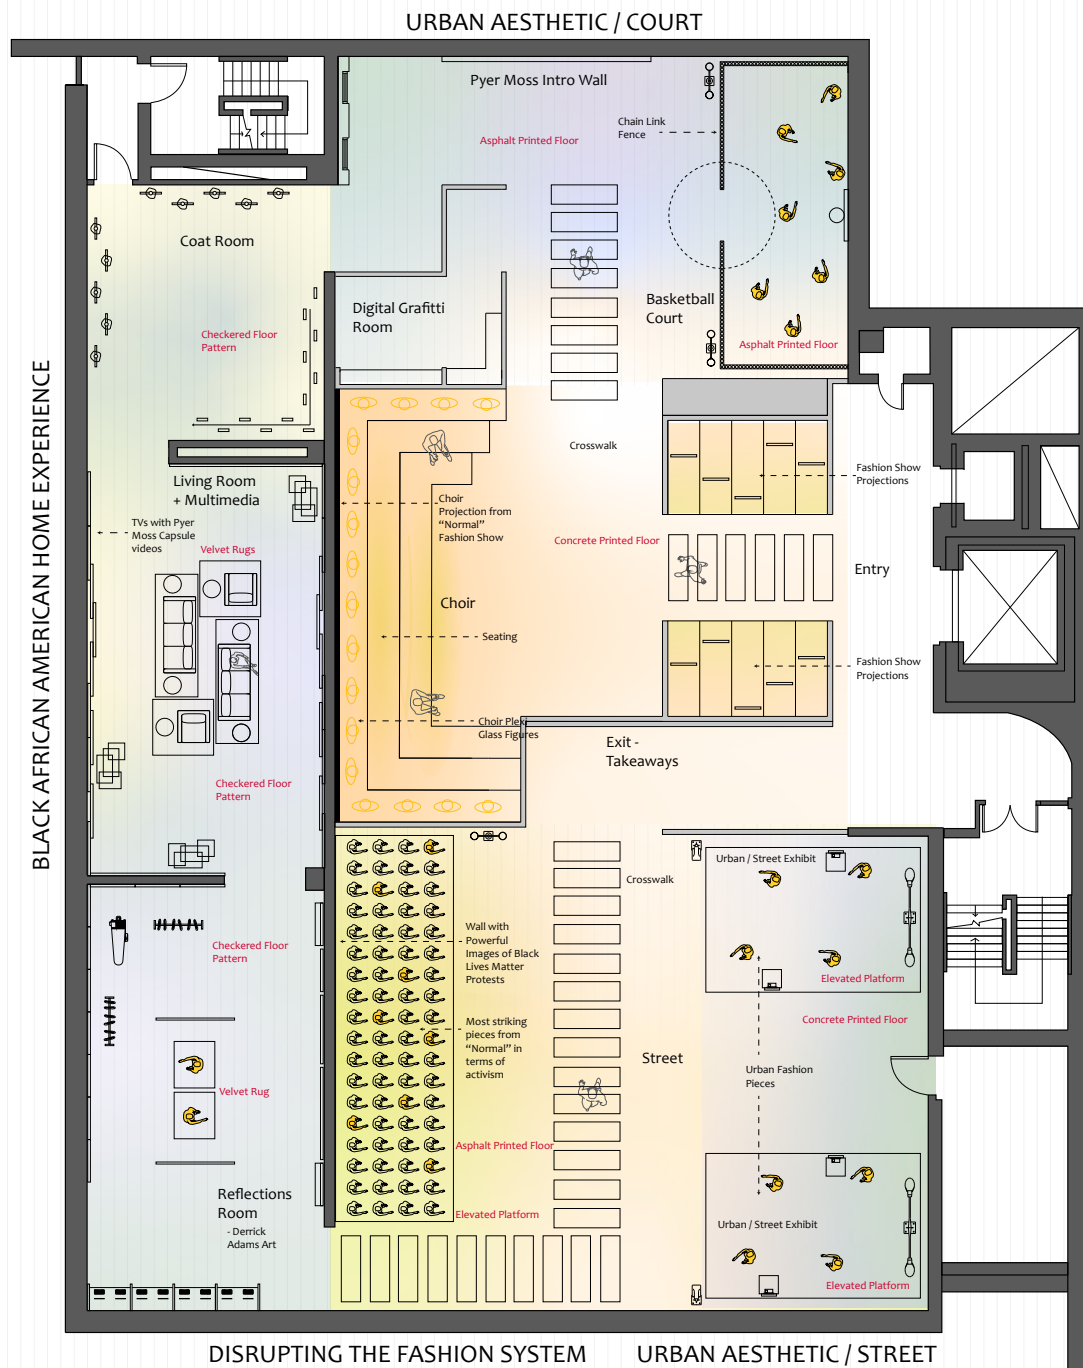 URBAN AESTHETIC / COURT
Pyer Moss Intro Wall
Chain Link
Fence
Asphalt Printed Floor
Coat Room
Checkered Floor
Pattern
Digital Grafitti
Room
Basketball
Court
Asphalt Printed Floor
BLACK AFRICAN AMERICAN HOME EXPERIENCE
Crosswalk
Fashion Show
Projections
Living Room
+ Multimedia
TVs with Pyer
Moss Capsule
videos
Velvet Rugs
Choir
Projection from
“Normal”
Fashion Show
Concrete Printed Floor
Entry
Choir
Seating
Fashion Show
Projections
Choir Plexi
Glass Figures
Exit -
Takeaways
Checkered Floor
Pattern
Crosswalk
Urban / Street Exhibit
Elevated Platform
Checkered Floor
Pattern
Wall with
Powerful
Images of Black
Lives Matter
Protests
Most striking
pieces from
“Normal” in
terms of
activism
Concrete Printed Floor
Street
Urban Fashion
Pieces
Velvet Rug
Asphalt Printed Floor
Elevated Platform
Reflections
Room
- Derrick
Adams Art
Urban / Street Exhibit
Elevated Platform
DISRUPTING THE FASHION SYSTEM
URBAN AESTHETIC / STREET